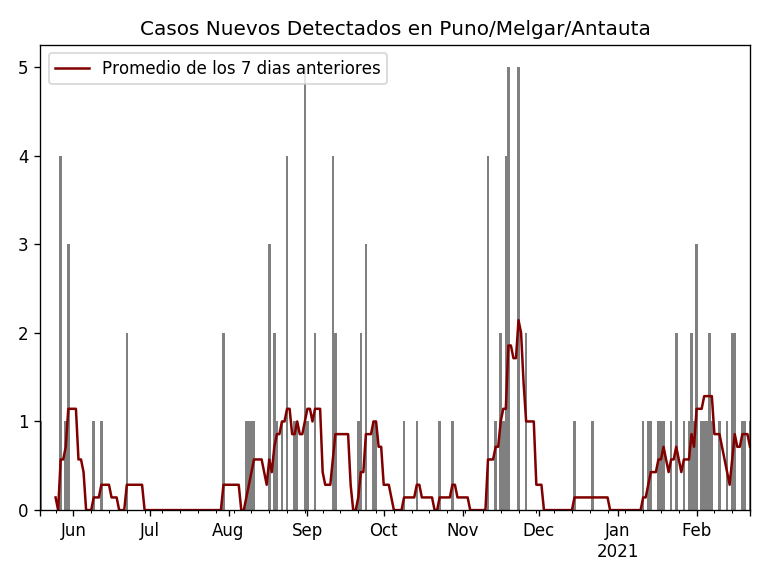 Casos Nuevos Detectados en Puno/Melgar/Antauta
Promedio de los 7 dias anteriores
5
4
3
2
1
0
Jun Jul Aug Sep Oct Nov Dec Jan Feb
2021